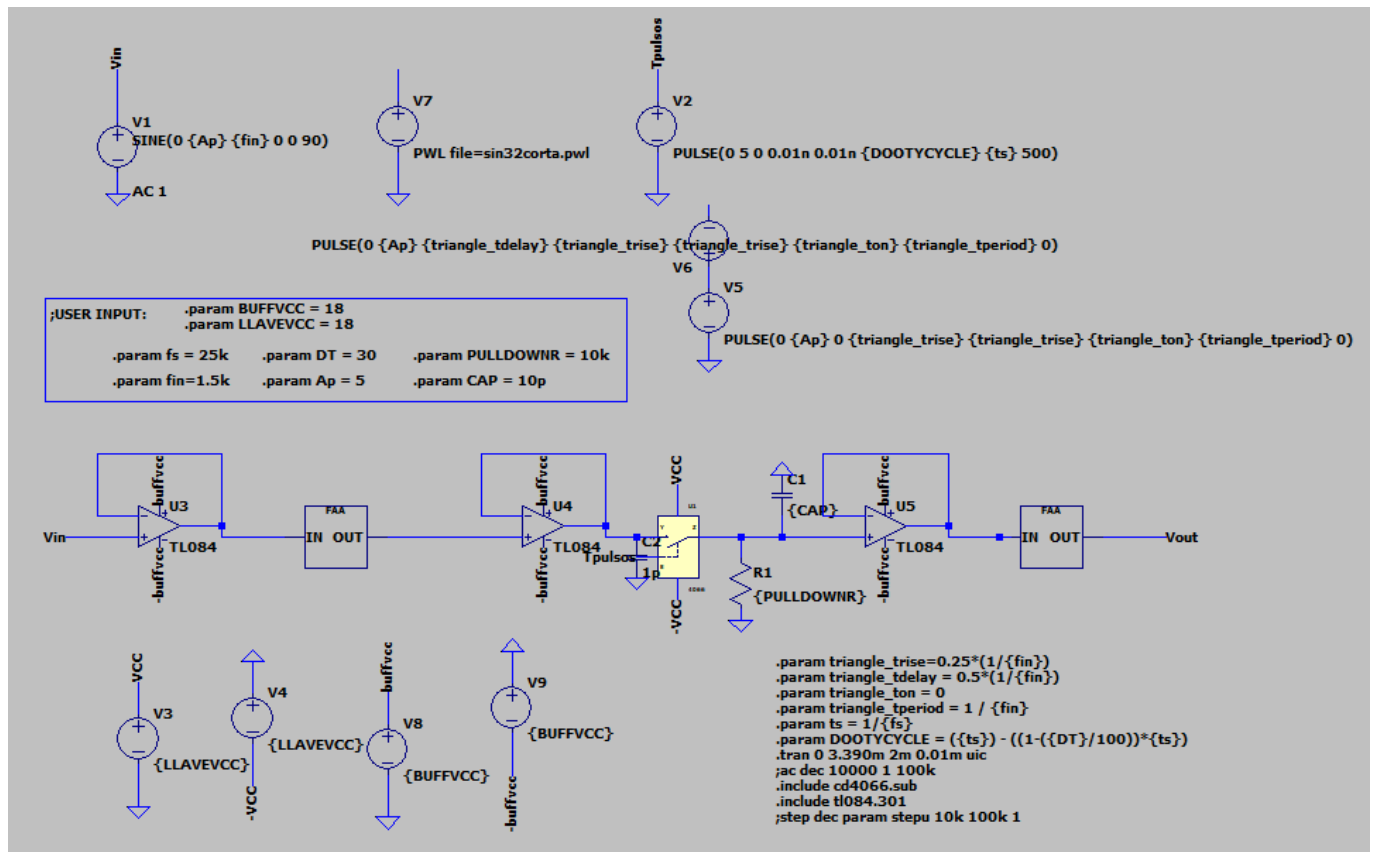 Vin
V1
SINE(0 {Ap} {fin} 0 0 90)
AC 1
V7
PWL file=sin32corta.pwl
Tpulsos
V2
PULSE(0 5 0 0.01n 0.01n {DOOTYCYCLE} {ts} 500)
PULSE(0 {Ap} {triangle_tdelay} {triangle_trise} {triangle_trise} {triangle_ton} {triangle_tperiod} 0)
V6
V5
PULSE(0 {Ap} 0 {triangle_trise} {triangle_trise} {triangle_ton} {triangle_tperiod} 0)
;USER INPUT:
.param BUFFVCC = 18
.param LLAVEVCC = 18
.param fs = 25k .param DT = 30 .param PULLDOWNR = 10k
.param fin=1.5k .param Ap = 5 .param CAP = 10p
Vin
buffvcc
U3
TL084
-buffvcc
FAA
IN OUT
buffvcc
U4
TL084
-buffvcc
C2
1p
Tpulsos
VCC
U1
Y Z
-VCC
C1
{CAP}
R1
{PULLDOWNR}
buffvcc
U5
TL084
-buffvcc
FAA
IN OUT
Vout
VCC
V3
{LLAVEVCC}
V4
{LLAVEVCC}
-VCC
buffvcc
V8
{BUFFVCC}
V9
{BUFFVCC}
-buffvcc
.param triangle_trise=0.25*(1/{fin})
.param triangle_tdelay = 0.5*(1/{fin})
.param triangle_ton = 0
.param triangle_tperiod = 1 / {fin}
.param ts = 1/{fs}
.param DOOTYCYCLE = ({ts}) - ((1-({DT}/100))*{ts})
.tran 0 3.390m 2m 0.01m uic
;ac dec 10000 1 100k
.include cd4066.sub
.include tl084.301
;step dec param stepu 10k 100k 1